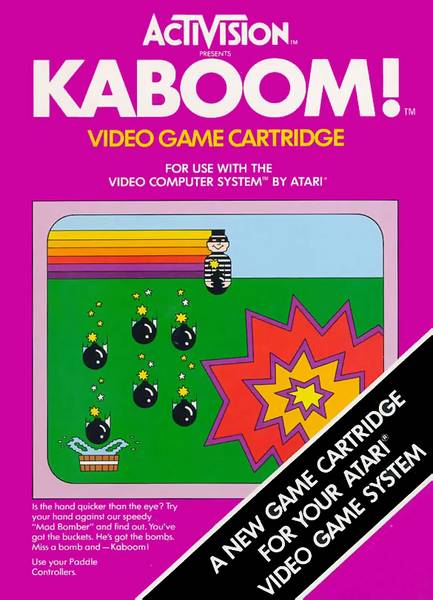 ACTIVISION™
PRESENTS
KABOOM!™
VIDEO GAME CARTRIDGE
FOR USE WITH THE
VIDEO COMPUTER SYSTEM™ BY ATARI®
Is the hand quicker than the eye? Try
your hand against our speedy
"Mad Bomber" and find out. You've
got the buckets. He's got the bombs.
Miss a bomb and—Kaboom!
Use your Paddle
Controllers.
A NEW GAME CARTRIDGE
FOR YOUR ATARI®
VIDEO GAME SYSTEM